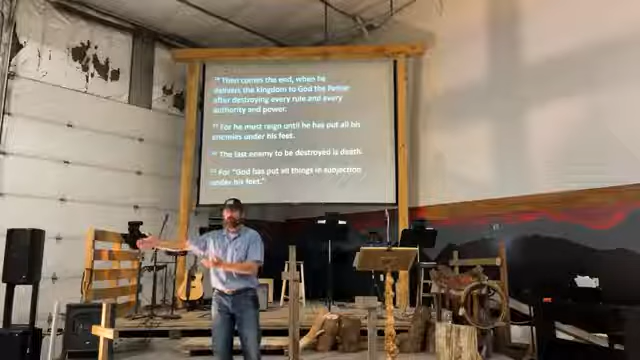 24 Then comes the end, when he
delivers the kingdom to God the Father
after destroying every rule and every
authority and power.
25 For he must reign until he has put all his
enemies under his feet.
26 The last enemy to be destroyed is death.
27 For "God has put all things in subjection
under his feet."